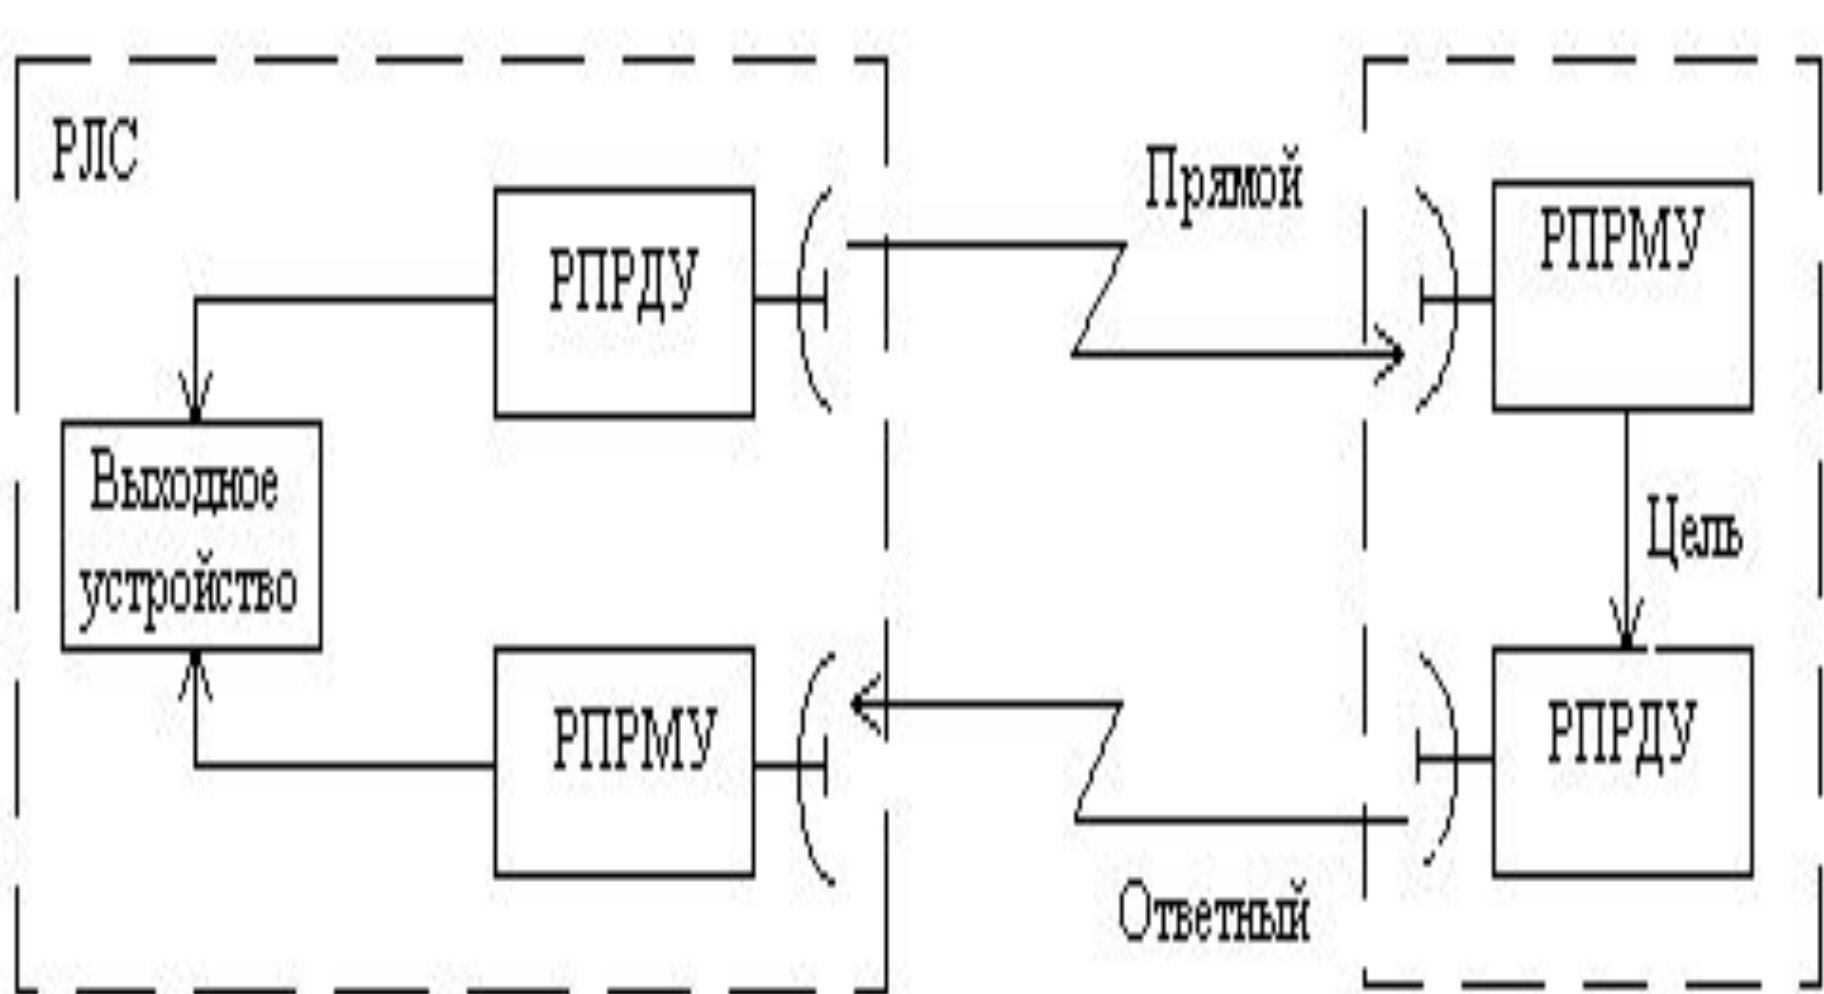 РЛС
Прямой
РПРДУ
РПРМУ
Выходное
устройство
Цель
РПРМУ
РПРДУ
Ответный